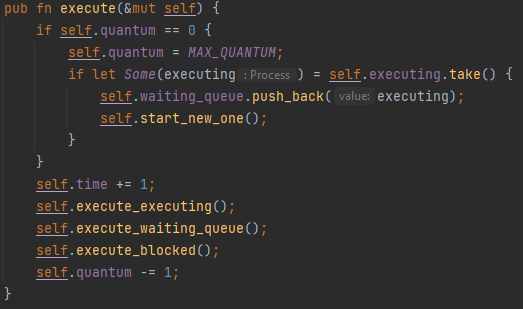 pub fn execute(&mut self) {
    if self.quantum == 0 {
        self.quantum = MAX_QUANTUM;
        if let Some(executing : Process ) = self.executing.take() {
            self.waiting_queue.push_back( value: executing);
            self.start_new_one();
        }
    }
    self.time += 1;
    self.execute_executing();
    self.execute_waiting_queue();
    self.execute_blocked();
    self.quantum -= 1;
}